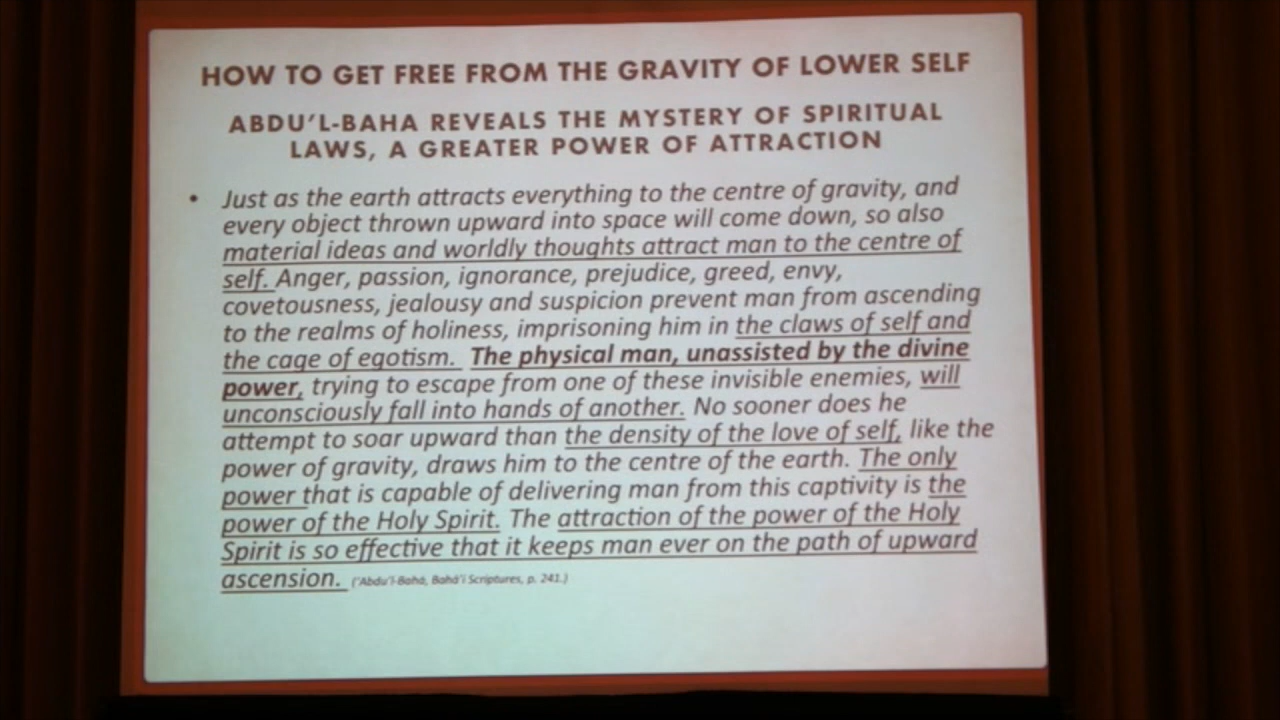 HOW TO GET FREE FROM THE GRAVITY OF LOWER SELF
ABDU'L-BAHA REVEALS THE MYSTERY OF SPIRITUAL
LAWS, A GREATER POWER OF ATTRACTION
• Just as the earth attracts everything to the centre of gravity, and
every object thrown upward into space will come down, so also
material ideas and worldly thoughts attract man to the centre of
self. Anger, passion, ignorance, prejudice, greed, envy,
covetousness, jealousy and suspicion prevent man from ascending
to the realms of holiness, imprisoning him in the claws of self and
the cage of egotism. The physical man, unassisted by the divine
power, trying to escape from one of these invisible enemies, will
unconsciously fall into hands of another. No sooner does he
attempt to soar upward than the density of the love of self, like the
power of gravity, draws him to the centre of the earth. The only
power that is capable of delivering man from this captivity is the
power of the Holy Spirit. The attraction of the power of the Holy
Spirit is so effective that it keeps man ever on the path of upward
ascension. ('Abdu'l-Bahá, Bahá'í Scriptures, p. 241.)